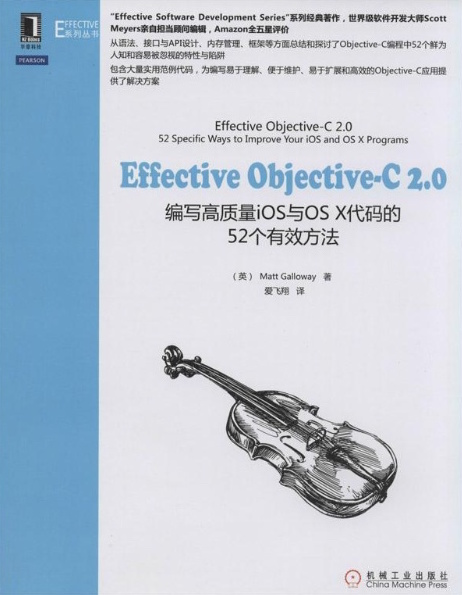 华章科技
PEARSON
EFFECTIVE
系列丛书
"Effective Software Development Series"系列经典著作，世界级软件开发大师Scott
Meyers亲自担当顾问编辑，Amazon全五星评价
从语法、接口与API设计、内存管理、框架等方面总结和探讨了Objective-C编程中52个鲜为
人知和容易被忽视的特性与陷阱
包含大量实用范例代码，为编写易于理解、便于维护、易于扩展和高效的Objective-C应用提
供了解决方案
Effective Objective-C 2.0
52 Specific Ways to Improve Your iOS and OS X Programs
Effective Objective-C 2.0
编写高质量iOS与OS X代码的
52个有效方法
（英） Matt Galloway 著
爱飞翔 译
机械工业出版社
China Machine Press